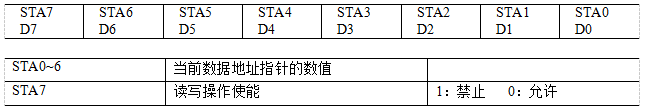 STA7 STA6 STA5 STA4 STA3 STA2 STA1 STA0
D7 D6 D5 D4 D3 D2 D1 D0
STA0~6 当前数据地址指针的数值
STA7 读写操作使能 1：禁止 0：允许